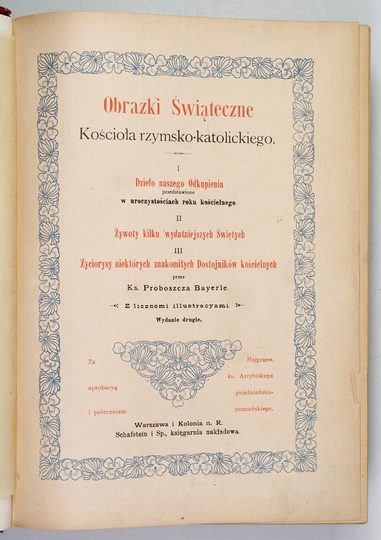 Obrazki Świąteczne
Kościoła rzymsko-katolickiego.
I
Dzieło naszego Odkupienia
przedstawione
w uroczystościach roku kościelnego
II
Żywoty kilku wydatniejszych Świętych
III
Życiorysy niektórych znakomitych Dostojników kościelnych
przez
Ks. Proboszcza Bayerle.
Z licznemi illustracyami.
Wydanie drugie.
Za
aprobacyą
i poleceniem
Najprzew.
ks. Arcybiskupa
gnieźnieńsko-
poznańskiego.
Warszawa i Kolonia n. R.
Schafstein i Sp., księgarnia nakładowa.